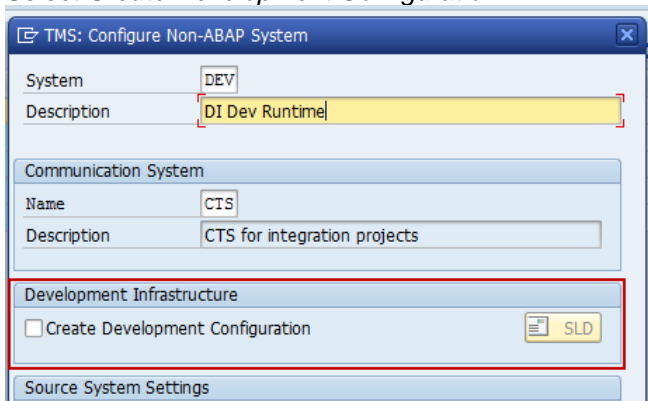 TMS: Configure Non-ABAP System
System DEV
Description DI Dev Runtime
Communication System
Name CTS
Description CTS for integration projects
Development Infrastructure
Create Development Configuration SLD
Source System Settings